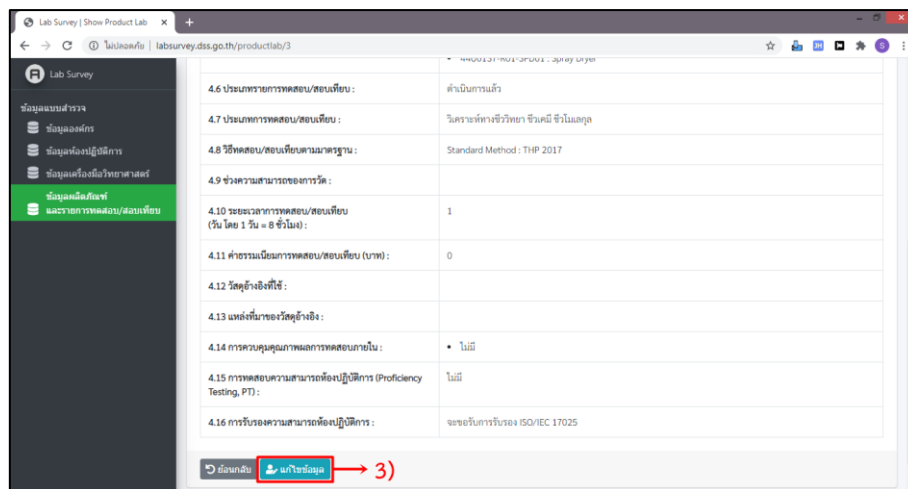 Lab Survey | Show Product Lab
ไม่ปลอดภัย | labsurvey.dss.go.th/productlab/3
Lab Survey
ข้อมูลแบบสำรวจ
ข้อมูลองค์กร
ข้อมูลห้องปฏิบัติการ
ข้อมูลเครื่องมือวิทยาศาสตร์
ข้อมูลผลิตภัณฑ์
และรายการทดสอบ/สอบเทียบ
4400137-R01-SPD01 : Spray Dryer
4.6 ประเภทรายการทดสอบ/สอบเทียบ : ดำเนินการแล้ว
4.7 ประเภทการทดสอบ/สอบเทียบ : วิเคราะห์ทางชีววิทยา ชีวเคมี ชีวโมเลกุล
4.8 วิธีทดสอบ/สอบเทียบตามมาตรฐาน : Standard Method : THP 2017
4.9 ช่วงความสามารถของการวัด :
4.10 ระยะเวลาการทดสอบ/สอบเทียบ 1
(วัน โดย 1 วัน = 8 ชั่วโมง) :
4.11 ค่าธรรมเนียมการทดสอบ/สอบเทียบ (บาท) : 0
4.12 วัสดุอ้างอิงที่ใช้ :
4.13 แหล่งที่มาของวัสดุอ้างอิง :
4.14 การควบคุมคุณภาพผลการทดสอบภายใน : • ไม่มี
4.15 การทดสอบความสามารถห้องปฏิบัติการ (Proficiency ไม่มี
Testing, PT) :
4.16 การรับรองความสามารถห้องปฏิบัติการ : จะขอรับการรับรอง ISO/IEC 17025
ย้อนกลับ แก้ไขข้อมูล 3)